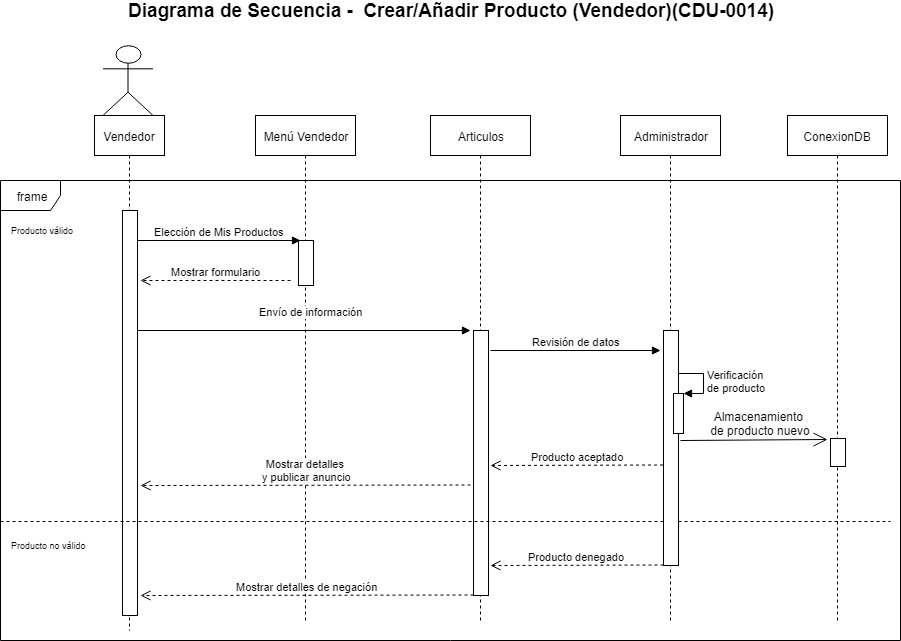 Diagrama de Secuencia - Crear/Añadir Producto (Vendedor)(CDU-0014)
Vendedor
Menú Vendedor
Articulos
Administrador
ConexionDB
frame
Producto válido
Elección de Mis Productos
Mostrar formulario
Envío de información
Revisión de datos
Verificación
de producto
Almacenamiento
de producto nuevo
Producto aceptado
Mostrar detalles
y publicar anuncio
Producto no válido
Producto denegado
Mostrar detalles de negación